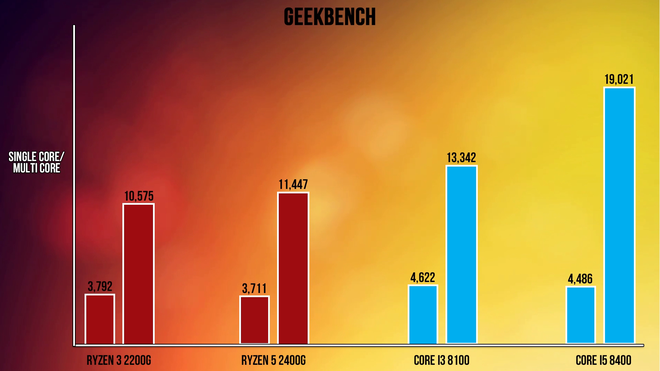 GEEKBENCH
19,021
13,342
11,447
10,575
SINGLE CORE/
MULTI CORE
3,792
3,711
4,622
4,486
RYZEN 3 2200G
RYZEN 5 2400G
CORE I3 8100
CORE I5 8400